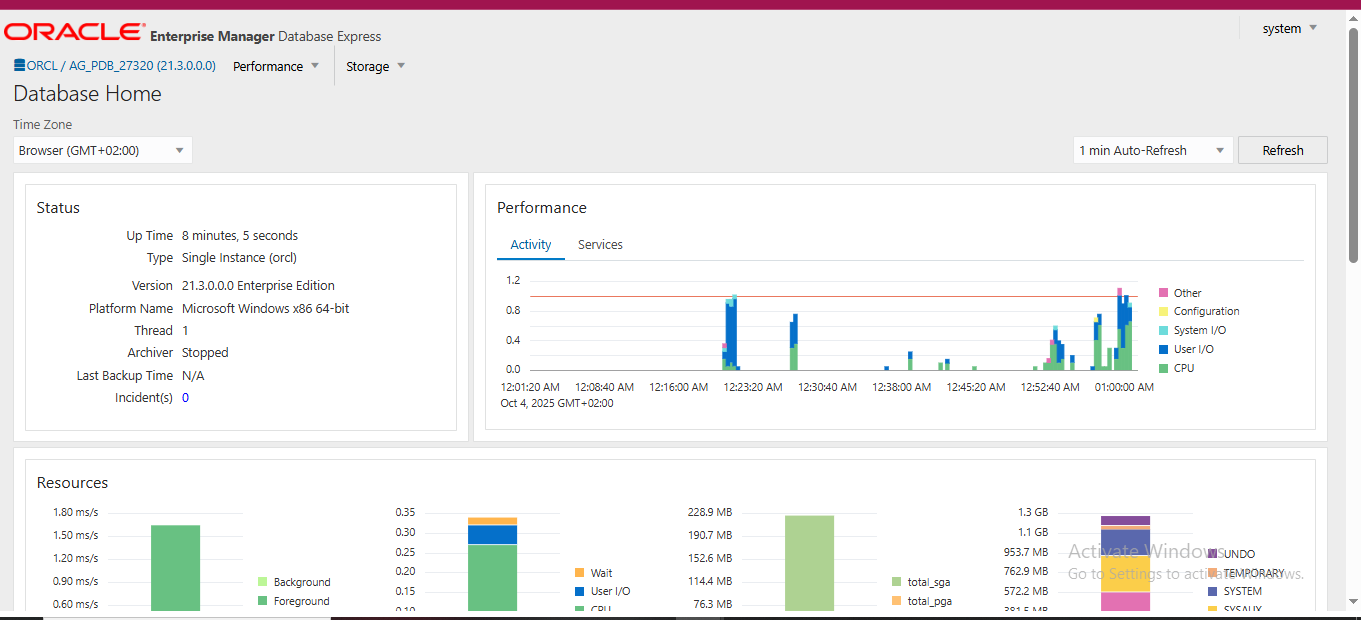 ORACLE Enterprise Manager Database Express
system
ORCL / AG_PDB_27320 (21.3.0.0.0) Performance Storage
Database Home
Time Zone
Browser (GMT+02:00)
1 min Auto-Refresh Refresh
Status
Up Time 8 minutes, 5 seconds
Type Single Instance (orcl)
Version 21.3.0.0.0 Enterprise Edition
Platform Name Microsoft Windows x86 64-bit
Thread 1
Archiver Stopped
Last Backup Time N/A
Incident(s) 0
Performance
Activity Services
1.2
0.8
0.4
0.0
12:01:20 AM 12:08:40 AM 12:16:00 AM 12:23:20 AM 12:30:40 AM 12:38:00 AM 12:45:20 AM 12:52:40 AM 01:00:00 AM
Oct 4, 2025 GMT+02:00
Other
Configuration
System I/O
User I/O
CPU
Resources
1.80 ms/s
1.50 ms/s
1.20 ms/s
0.90 ms/s
0.60 ms/s
Background
Foreground
0.35
0.30
0.25
0.20
0.15
0.10
Wait
User I/O
CPU
228.9 MB
190.7 MB
152.6 MB
114.4 MB
76.3 MB
total_sga
total_pga
1.3 GB
1.1 GB
953.7 MB
762.9 MB
572.2 MB
381.5 MB
UNDO
TEMPORARY
SYSTEM
SYSAUX
Activate Windows
Go to Settings to activate Windows.